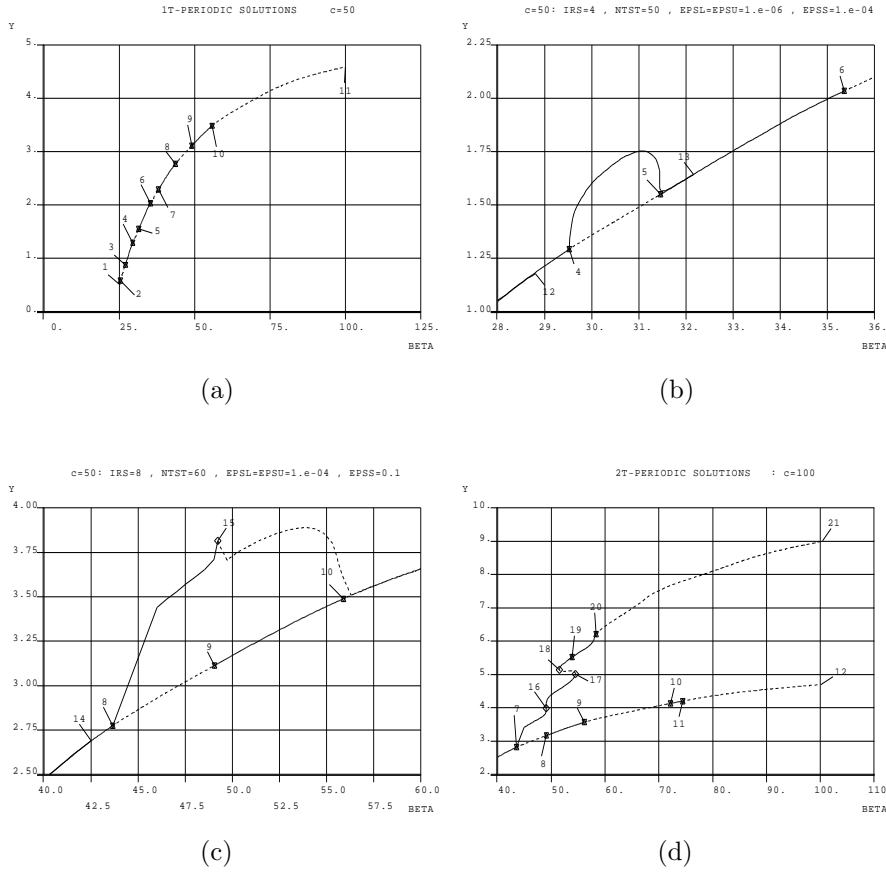 1T-PERIODIC SOLUTIONS c=50
Y
5.
4.
3.
2.
1.
0.
0. 25. 50. 75. 100. 125.
BETA
1
2
3
4
5
6
7
8
9
10
11
(a)
c=50: IRS=4 , NTST=50 , EPSL=EPSU=1.e-06 , EPSS=1.e-04
Y
2.25
2.00
1.75
1.50
1.25
1.00
28. 29. 30. 31. 32. 33. 34. 35. 36.
BETA
12
4
5
13
6
(b)
c=50: IRS=8 , NTST=60 , EPSL=EPSU=1.e-04 , EPSS=0.1
Y
4.00
3.75
3.50
3.25
3.00
2.75
2.50
40.0 45.0 50.0 55.0 60.0
42.5 47.5 52.5 57.5
BETA
14
8
9
10
15
(c)
2T-PERIODIC SOLUTIONS : c=100
Y
10.
9.
8.
7.
6.
5.
4.
3.
2.
40. 50. 60. 70. 80. 90. 100. 110
BETA
7
8
9
10
11
12
16
17
18
19
20
21
(d)